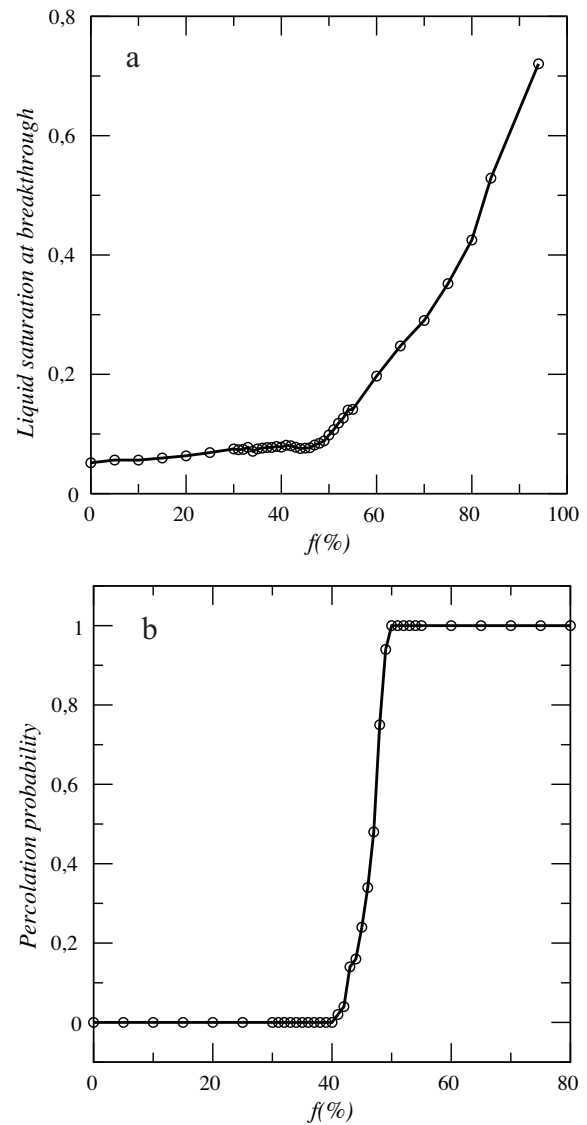 a
Liquid saturation at breakthrough
0,8
0,6
0,4
0,2
0
0 20 40 60 80 100
f(%)
b
Percolation probability
1
0,8
0,6
0,4
0,2
0
0 20 40 60 80
f(%)